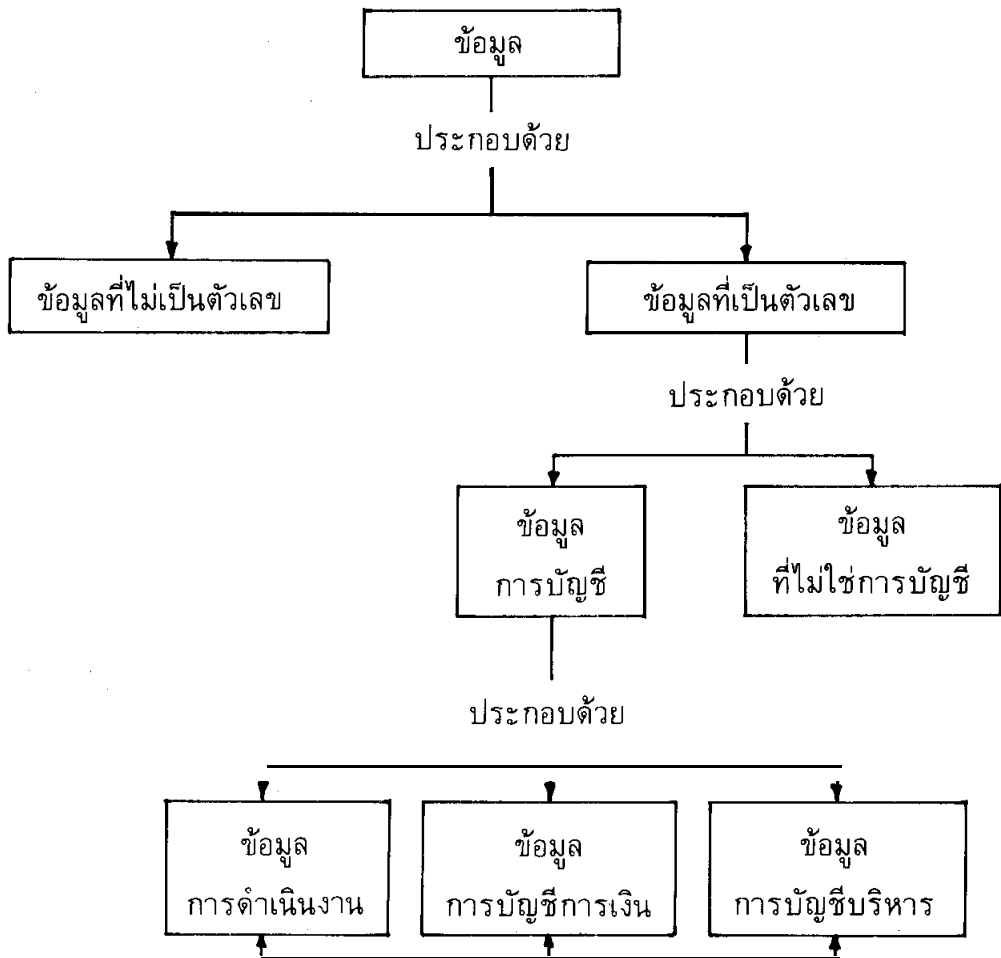 ข้อมูล
ประกอบด้วย
ข้อมูลที่ไม่เป็นตัวเลข
ข้อมูลที่เป็นตัวเลข
ประกอบด้วย
ข้อมูล
การบัญชี
ข้อมูล
ที่ไม่ใช่การบัญชี
ประกอบด้วย
ข้อมูล
การดำเนินงาน
ข้อมูล
การบัญชีการเงิน
ข้อมูล
การบัญชีบริหาร